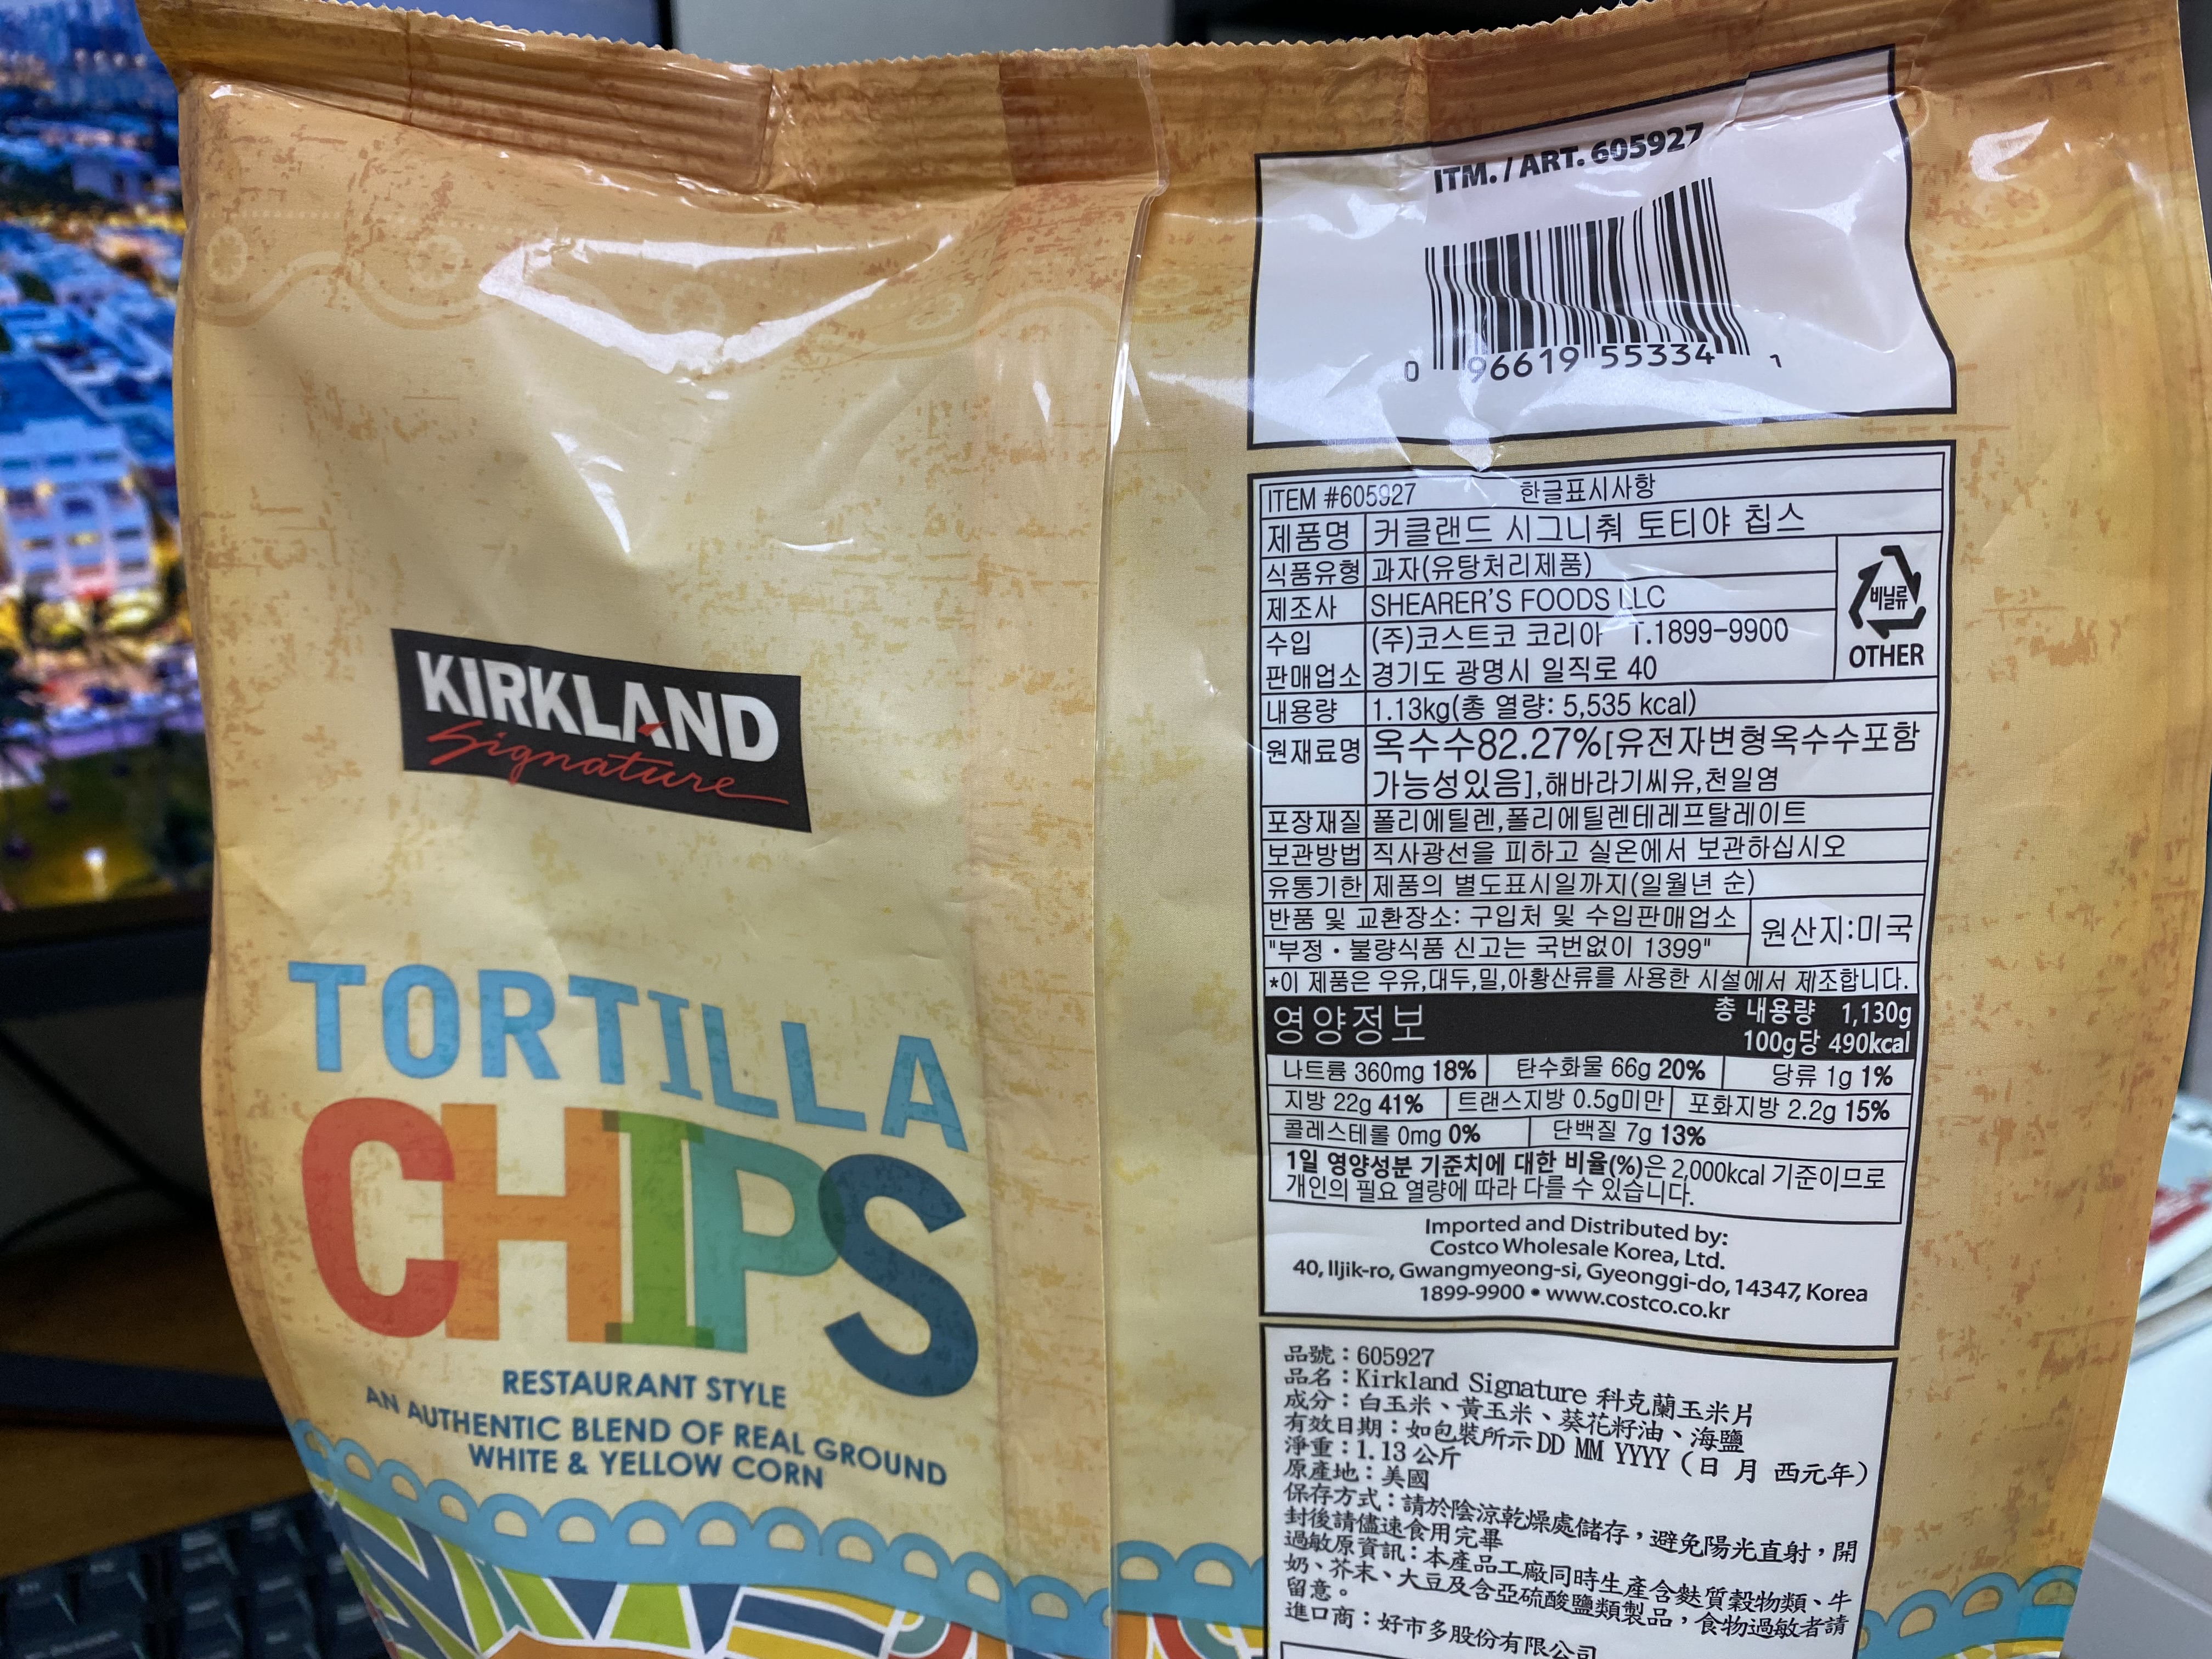 KIRKLAND
Signature
TORTILLA
CHIPS
RESTAURANT STYLE
AN AUTHENTIC BLEND OF REAL GROUND
WHITE & YELLOW CORN
ITM. / ART. 605927
0 96619 55334 1
ITEM #605927 한글표시사항
제품명 커클랜드 시그니춰 토티야 칩스
식품유형 과자(유탕처리제품)
제조사 SHEARER'S FOODS LLC
수입 (주)코스트코 코리아 T.1899-9900
판매업소 경기도 광명시 일직로 40
비닐류
OTHER
내용량 1.13kg(총 열량: 5,535 kcal)
원재료명 옥수수82.27%[유전자변형옥수수포함
가능성있음],해바라기씨유,천일염
포장재질 폴리에틸렌,폴리에틸렌테레프탈레이트
보관방법 직사광선을 피하고 실온에서 보관하십시오
유통기한 제품의 별도표시일까지(일월년 순)
반품 및 교환장소: 구입처 및 수입판매업소
"부정·불량식품 신고는 국번없이 1399"
원산지:미국
*이 제품은 우유,대두,밀,아황산류를 사용한 시설에서 제조합니다.
영양정보 총 내용량 1,130g
100g당 490kcal
나트륨 360mg 18% 탄수화물 66g 20% 당류 1g 1%
지방 22g 41% 트랜스지방 0.5g미만 포화지방 2.2g 15%
콜레스테롤 0mg 0% 단백질 7g 13%
1일 영양성분 기준치에 대한 비율(%)은 2,000kcal 기준이므로
개인의 필요 열량에 따라 다를 수 있습니다.
Imported and Distributed by:
Costco Wholesale Korea, Ltd.
40, Iljik-ro, Gwangmyeong-si, Gyeonggi-do, 14347, Korea
1899-9900 • www.costco.co.kr
品號：605927
品名：Kirkland Signature 科克蘭玉米片
成分：白玉米、黃玉米、葵花籽油、海鹽
有效日期：如包裝所示 DD MM YYYY（日 月 西元年）
淨重：1.13 公斤
原產地：美國
保存方式：請於陰涼乾燥處儲存，避免陽光直射，開
封後請儘速食用完畢
過敏原資訊：本產品工廠同時生產含麩質穀物類、牛
奶、芥末、大豆及含亞硫酸鹽類製品，食物過敏者請
留意。
進口商：好市多股份有限公司